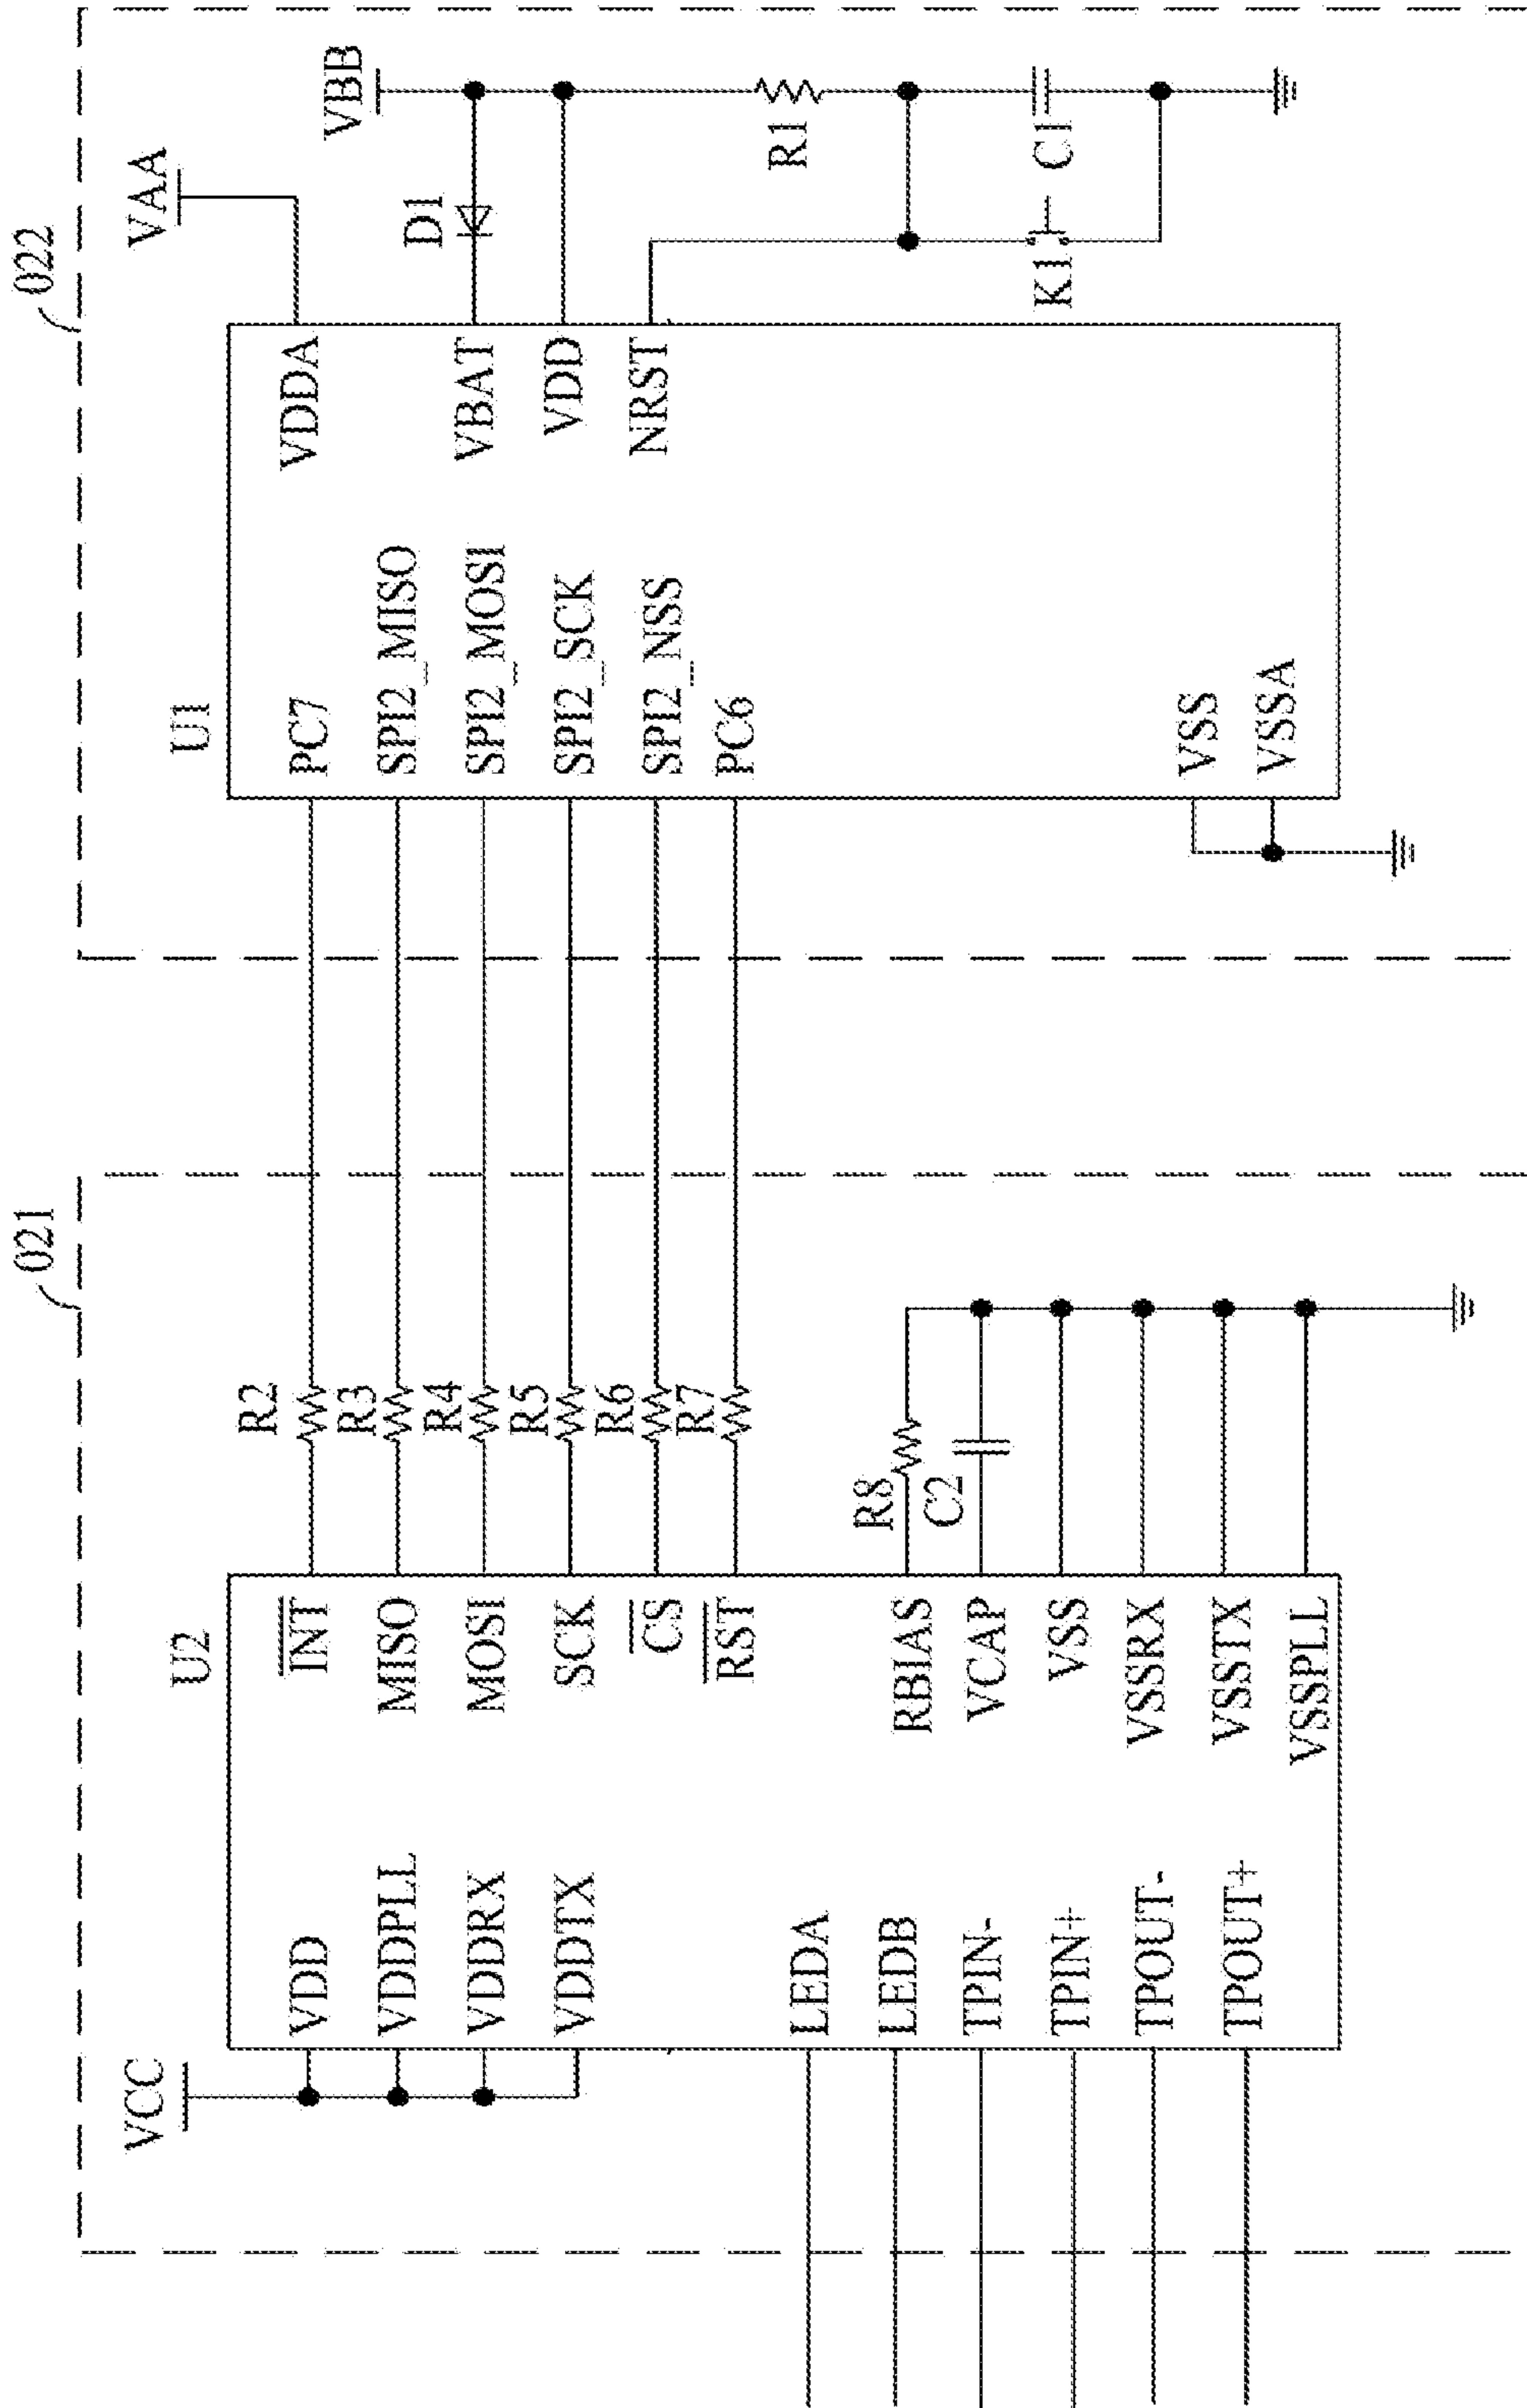 021
022
VCC
U2
VDD
VDDPLL
VDDRX
VDDTX
LEDA
LEDB
TPIN-
TPIN+
TPOUT-
TPOUT+
INT
MISO
MOSI
SCK
CS
RST
RBIAS
VCAP
VSS
VSSRX
VSSTX
VSSPLL
R2
R3
R4
R5
R6
R7
R8
C2
U1
PC7
SPI2_MISO
SPI2_MOSI
SPI2_SCK
SPI2_NSS
PC6
VSS
VSSA
VDDA
VBAT
VDD
NRST
VAA
VBB
D1
R1
K1
C1